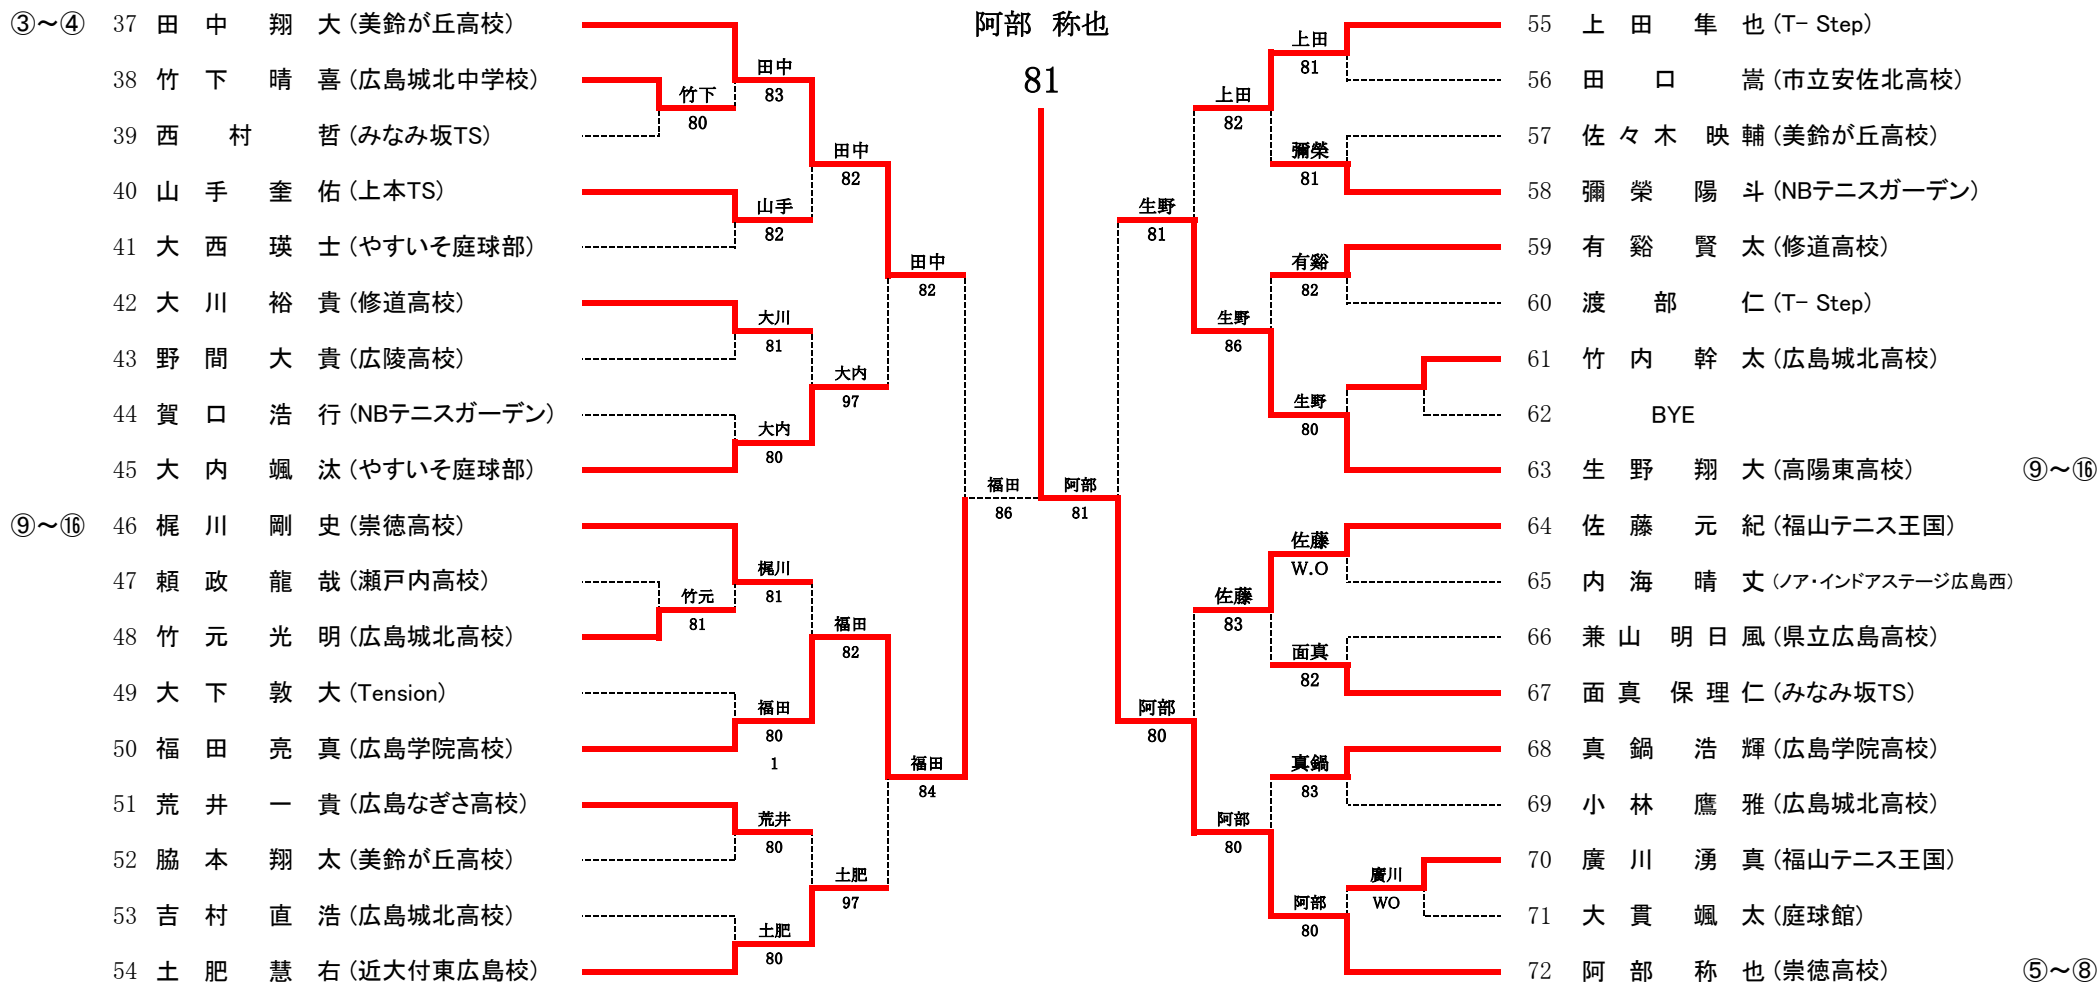 ③～④ 37 田中 翔大 (美鈴が丘高校)
38 竹下 晴喜 (広島城北中学校)
39 西村 哲 (みなみ坂TS)
40 山手 奎佑 (上本TS)
41 大西 瑛士 (やすいそ庭球部)
42 大川 裕貴 (修道高校)
43 野間 大貴 (広陵高校)
44 賀口 浩行 (NBテニスガーデン)
45 大内 颯汰 (やすいそ庭球部)
⑨～⑯ 46 梶川 剛史 (崇徳高校)
47 頼政 龍哉 (瀬戸内高校)
48 竹元 光明 (広島城北高校)
49 大下 敦大 (Tension)
50 福田 亮真 (広島学院高校)
51 荒井 一貴 (広島なぎさ高校)
52 脇本 翔太 (美鈴が丘高校)
53 吉村 直浩 (広島城北高校)
54 土肥 慧右 (近大付東広島校)
竹下
80
竹元
81
田中
83
山手
82
大川
81
大内
80
梶川
81
福田
80
1
荒井
80
土肥
80
田中
82
大内
97
福田
82
土肥
97
田中
82
福田
84
福田
86
阿部 称也
81
阿部
81
生野
81
阿部
80
上田
82
生野
86
佐藤
83
阿部
80
上田
81
彌榮
81
有谿
82
生野
80
佐藤
W.O
面真
82
真鍋
83
阿部
80
廣川
WO
55 上田 隼也 (T- Step)
56 田口 嵩 (市立安佐北高校)
57 佐々木 映輔 (美鈴が丘高校)
58 彌榮 陽斗 (NBテニスガーデン)
59 有谿 賢太 (修道高校)
60 渡部 仁 (T- Step)
61 竹内 幹太 (広島城北高校)
62 BYE
63 生野 翔大 (高陽東高校) ⑨～⑯
64 佐藤 元紀 (福山テニス王国)
65 内海 晴丈 (ノア・インドアステージ広島西)
66 兼山 明日風 (県立広島高校)
67 面真 保理仁 (みなみ坂TS)
68 真鍋 浩輝 (広島学院高校)
69 小林 鷹雅 (広島城北高校)
70 廣川 湧真 (福山テニス王国)
71 大貫 颯太 (庭球館)
72 阿部 称也 (崇徳高校) ⑤～⑧